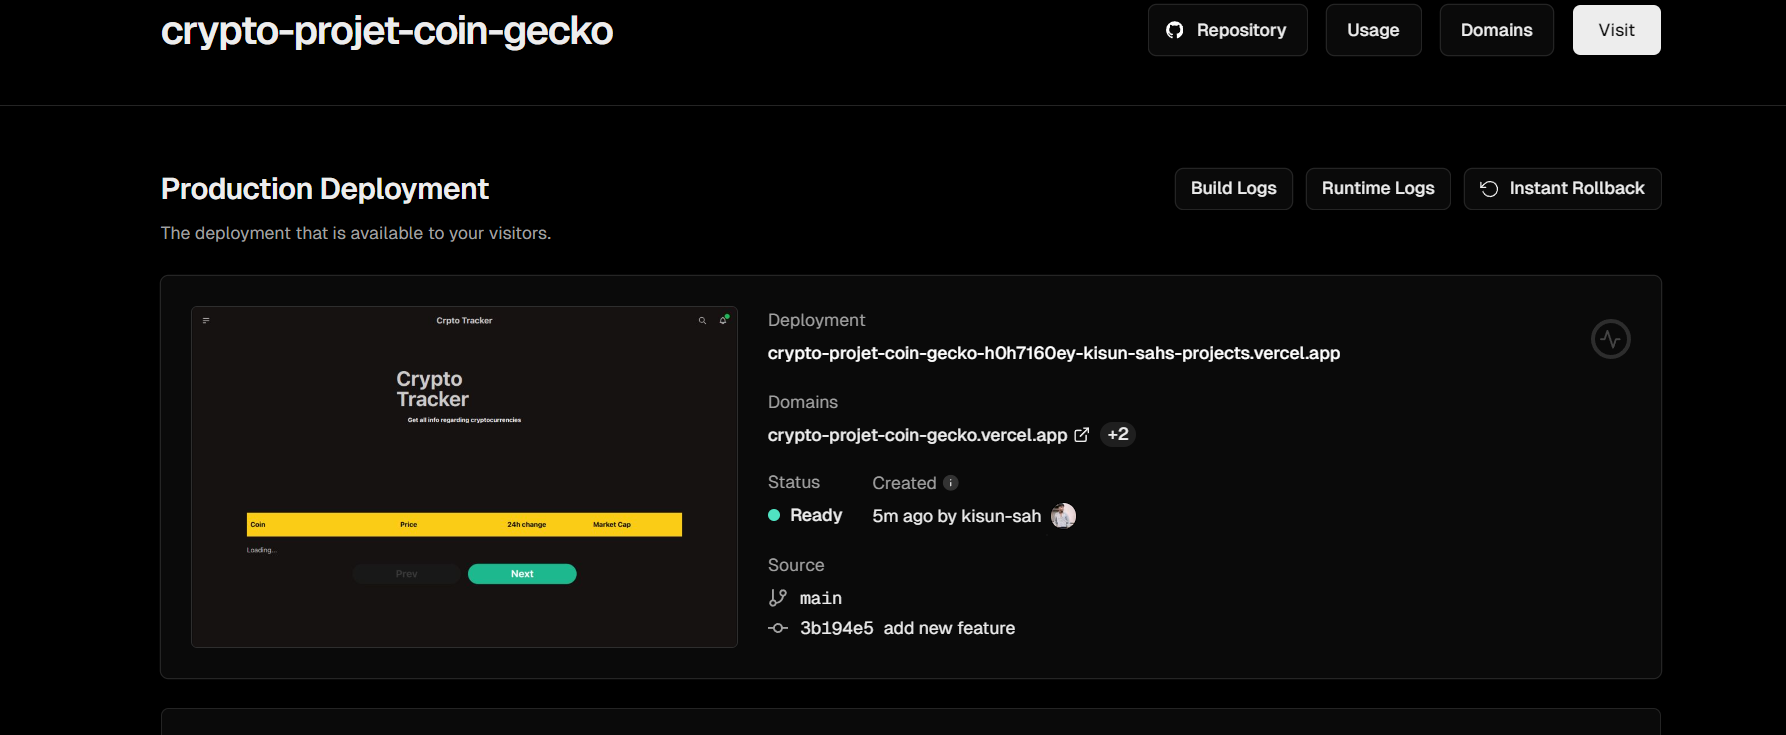 crypto-projet-coin-gecko
Repository Usage Domains Visit
Production Deployment
Build Logs Runtime Logs Instant Rollback
The deployment that is available to your visitors.
Crpto Tracker
Crypto
Tracker
Get all info regarding cryptocurrencies
Coin Price 24h change Market Cap
Loading...
Prev Next
Deployment
crypto-projet-coin-gecko-h0h7160ey-kisun-sahs-projects.vercel.app
Domains
crypto-projet-coin-gecko.vercel.app +2
Status Created
Ready 5m ago by kisun-sah
Source
main
3b194e5 add new feature